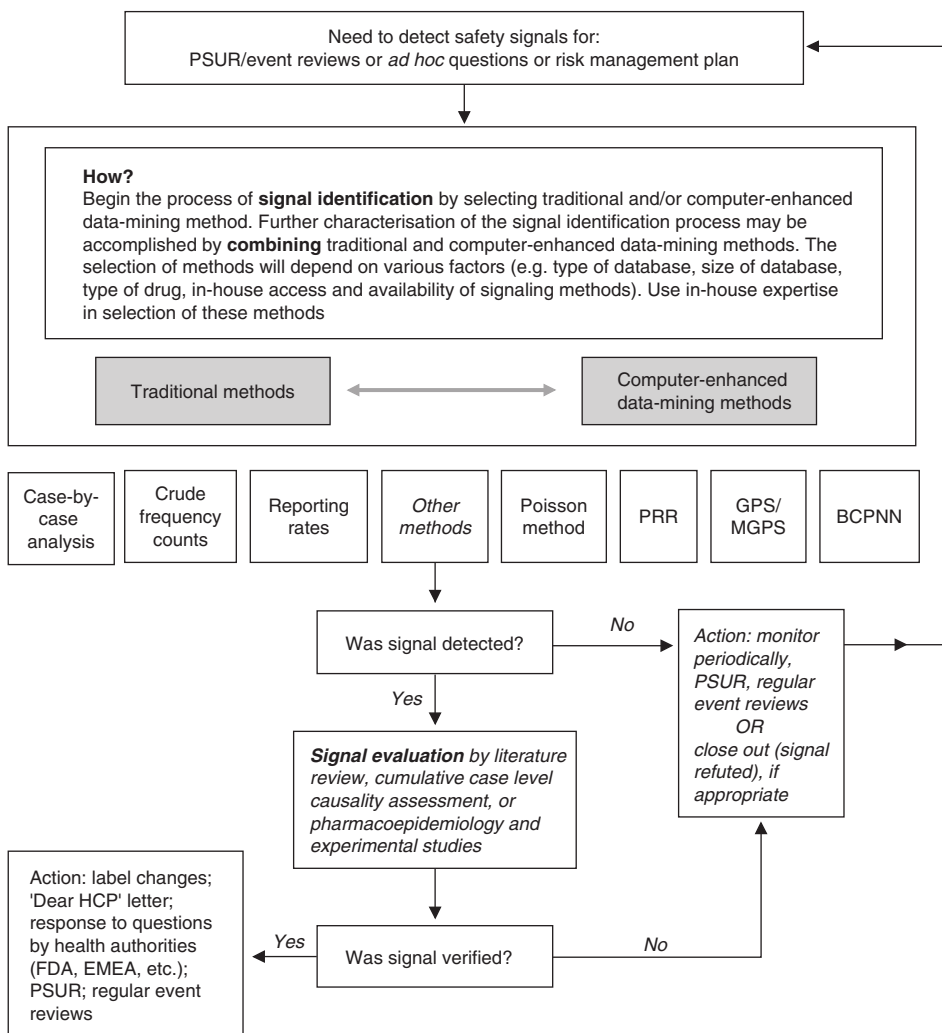 Need to detect safety signals for:
PSUR/event reviews or ad hoc questions or risk management plan
How?
Begin the process of signal identification by selecting traditional and/or computer-enhanced
data-mining method. Further characterisation of the signal identification process may be
accomplished by combining traditional and computer-enhanced data-mining methods. The
selection of methods will depend on various factors (e.g. type of database, size of database,
type of drug, in-house access and availability of signaling methods). Use in-house expertise
in selection of these methods
Traditional methods
Computer-enhanced
data-mining methods
Case-by-
case
analysis
Crude
frequency
counts
Reporting
rates
Other
methods
Poisson
method
PRR
GPS/
MGPS
BCPNN
Was signal detected?
No
Action: monitor
periodically,
PSUR, regular
event reviews
OR
close out (signal
refuted), if
appropriate
Yes
Signal evaluation by literature
review, cumulative case level
causality assessment, or
pharmacoepidemiology and
experimental studies
Was signal verified?
No
Yes
Action: label changes;
'Dear HCP' letter;
response to questions
by health authorities
(FDA, EMEA, etc.);
PSUR; regular event
reviews